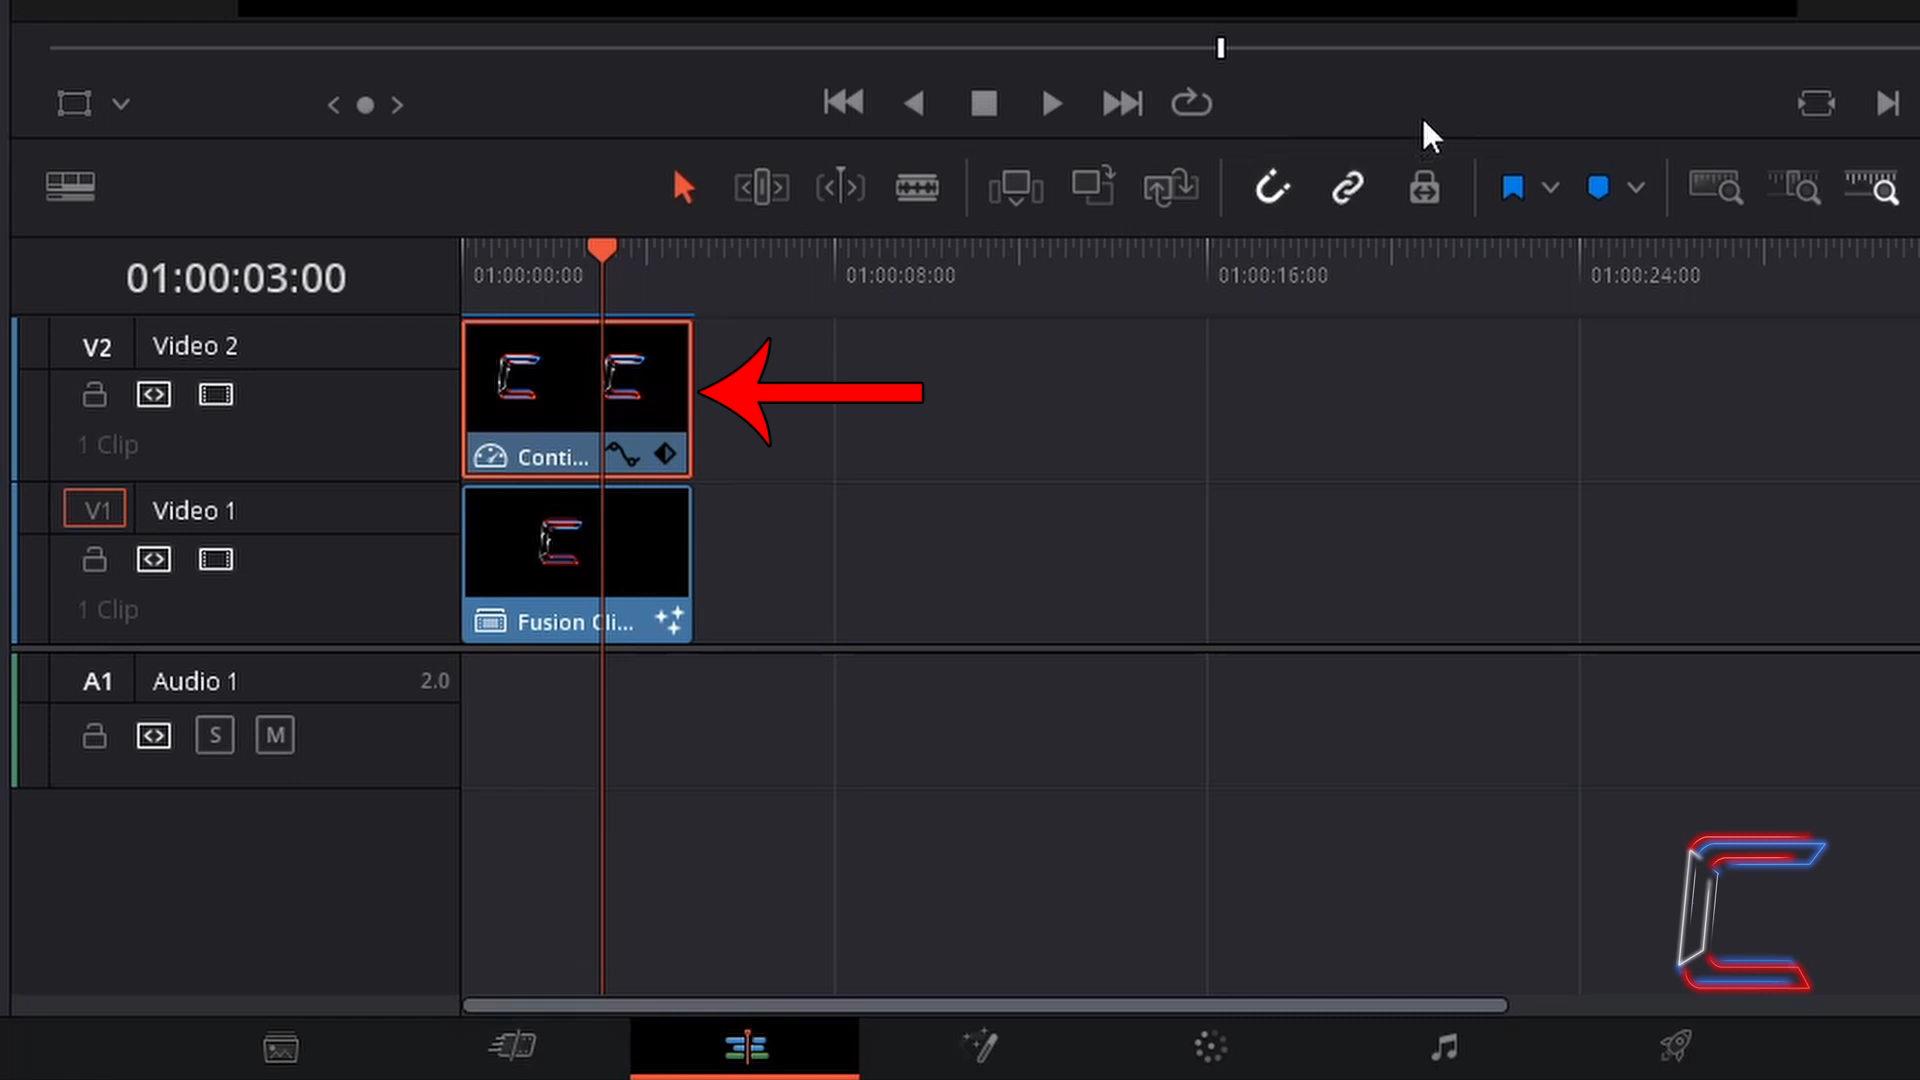 01:00:03:00
01:00:00:00
01:00:08:00
01:00:16:00
01:00:24:00
V2 Video 2
1 Clip
Conti...
V1 Video 1
1 Clip
Fusion Cli...
A1 Audio 1 2.0
S M